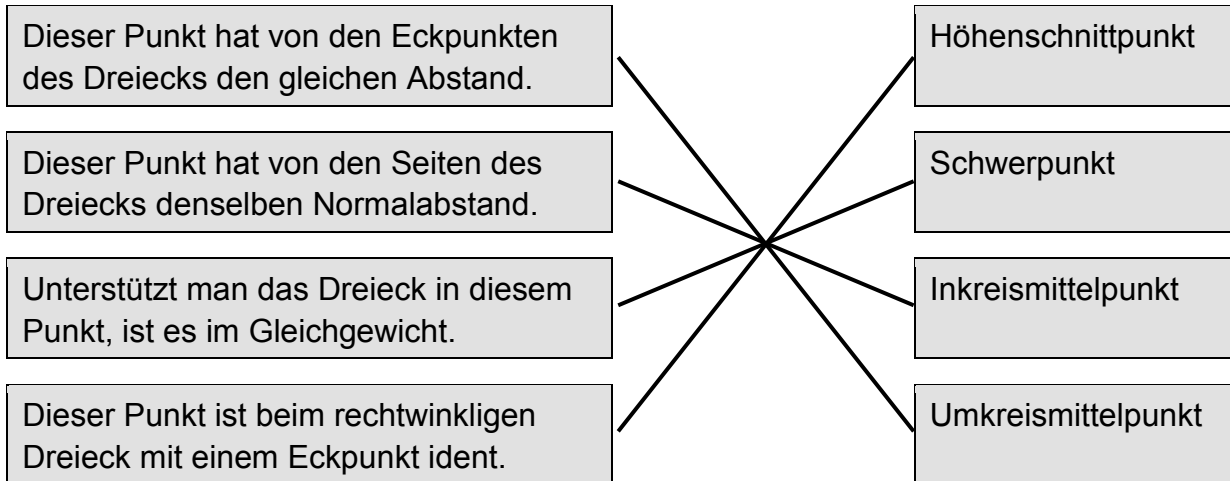 Dieser Punkt hat von den Eckpunkten
des Dreiecks den gleichen Abstand.
Höhenschnittpunkt
Dieser Punkt hat von den Seiten des
Dreiecks denselben Normalabstand.
Schwerpunkt
Unterstützt man das Dreieck in diesem
Punkt, ist es im Gleichgewicht.
Inkreismittelpunkt
Dieser Punkt ist beim rechtwinkligen
Dreieck mit einem Eckpunkt ident.
Umkreismittelpunkt